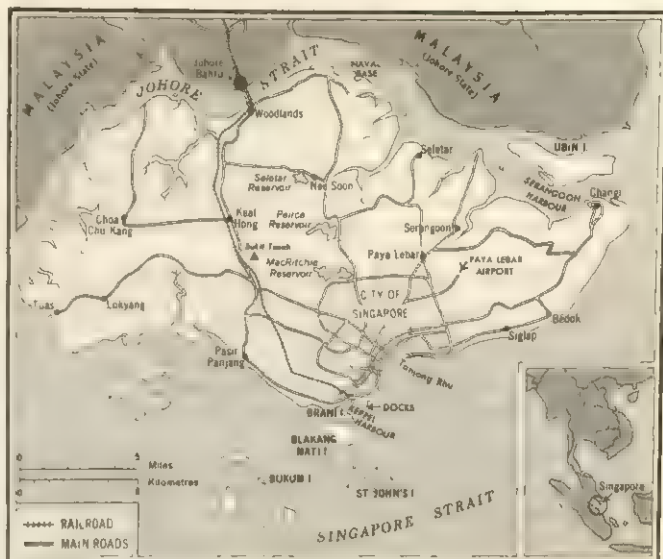 MALAYSIA
(Johore State)
Johore
Bahru
JOHORE STRAIT
NAVAL
BASE
MALAYSIA
(Johore State)
Woodlands
Seletar
UBIN I.
Seletar
Reservoir
Nee Soon
SERANGOON
HARBOUR
Changi
Choa
Chu Kang
Keat
Hong
Peirce
Reservoir
Serangoon
Bukit Timah
MacRitchie
Reservoir
Paya Lebar
PAYA LEBAR
AIRPORT
CITY OF
SINGAPORE
Tuas
Lokyang
Bedok
Siglap
Pasir
Panjang
Tanjong Rhu
BRANI I.
KEPPEL
HARBOUR
DOCKS
BLAKANG
MATI I.
BUKUM I.
ST JOHN'S I.
SINGAPORE STRAIT
Singapore
Miles
Kilometres
RAILROAD
MAIN ROADS